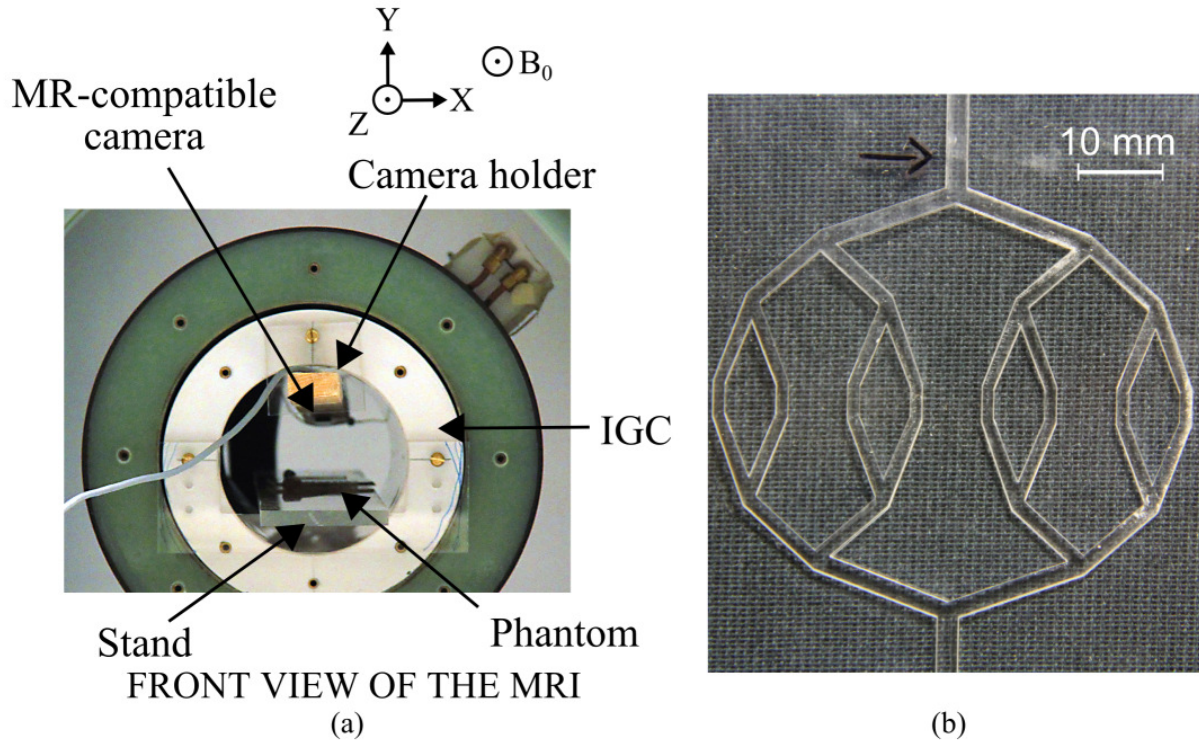 Y
B₀
Z
X
MR-compatible
camera
Camera holder
10 mm
IGC
Stand
Phantom
FRONT VIEW OF THE MRI
(a)
(b)